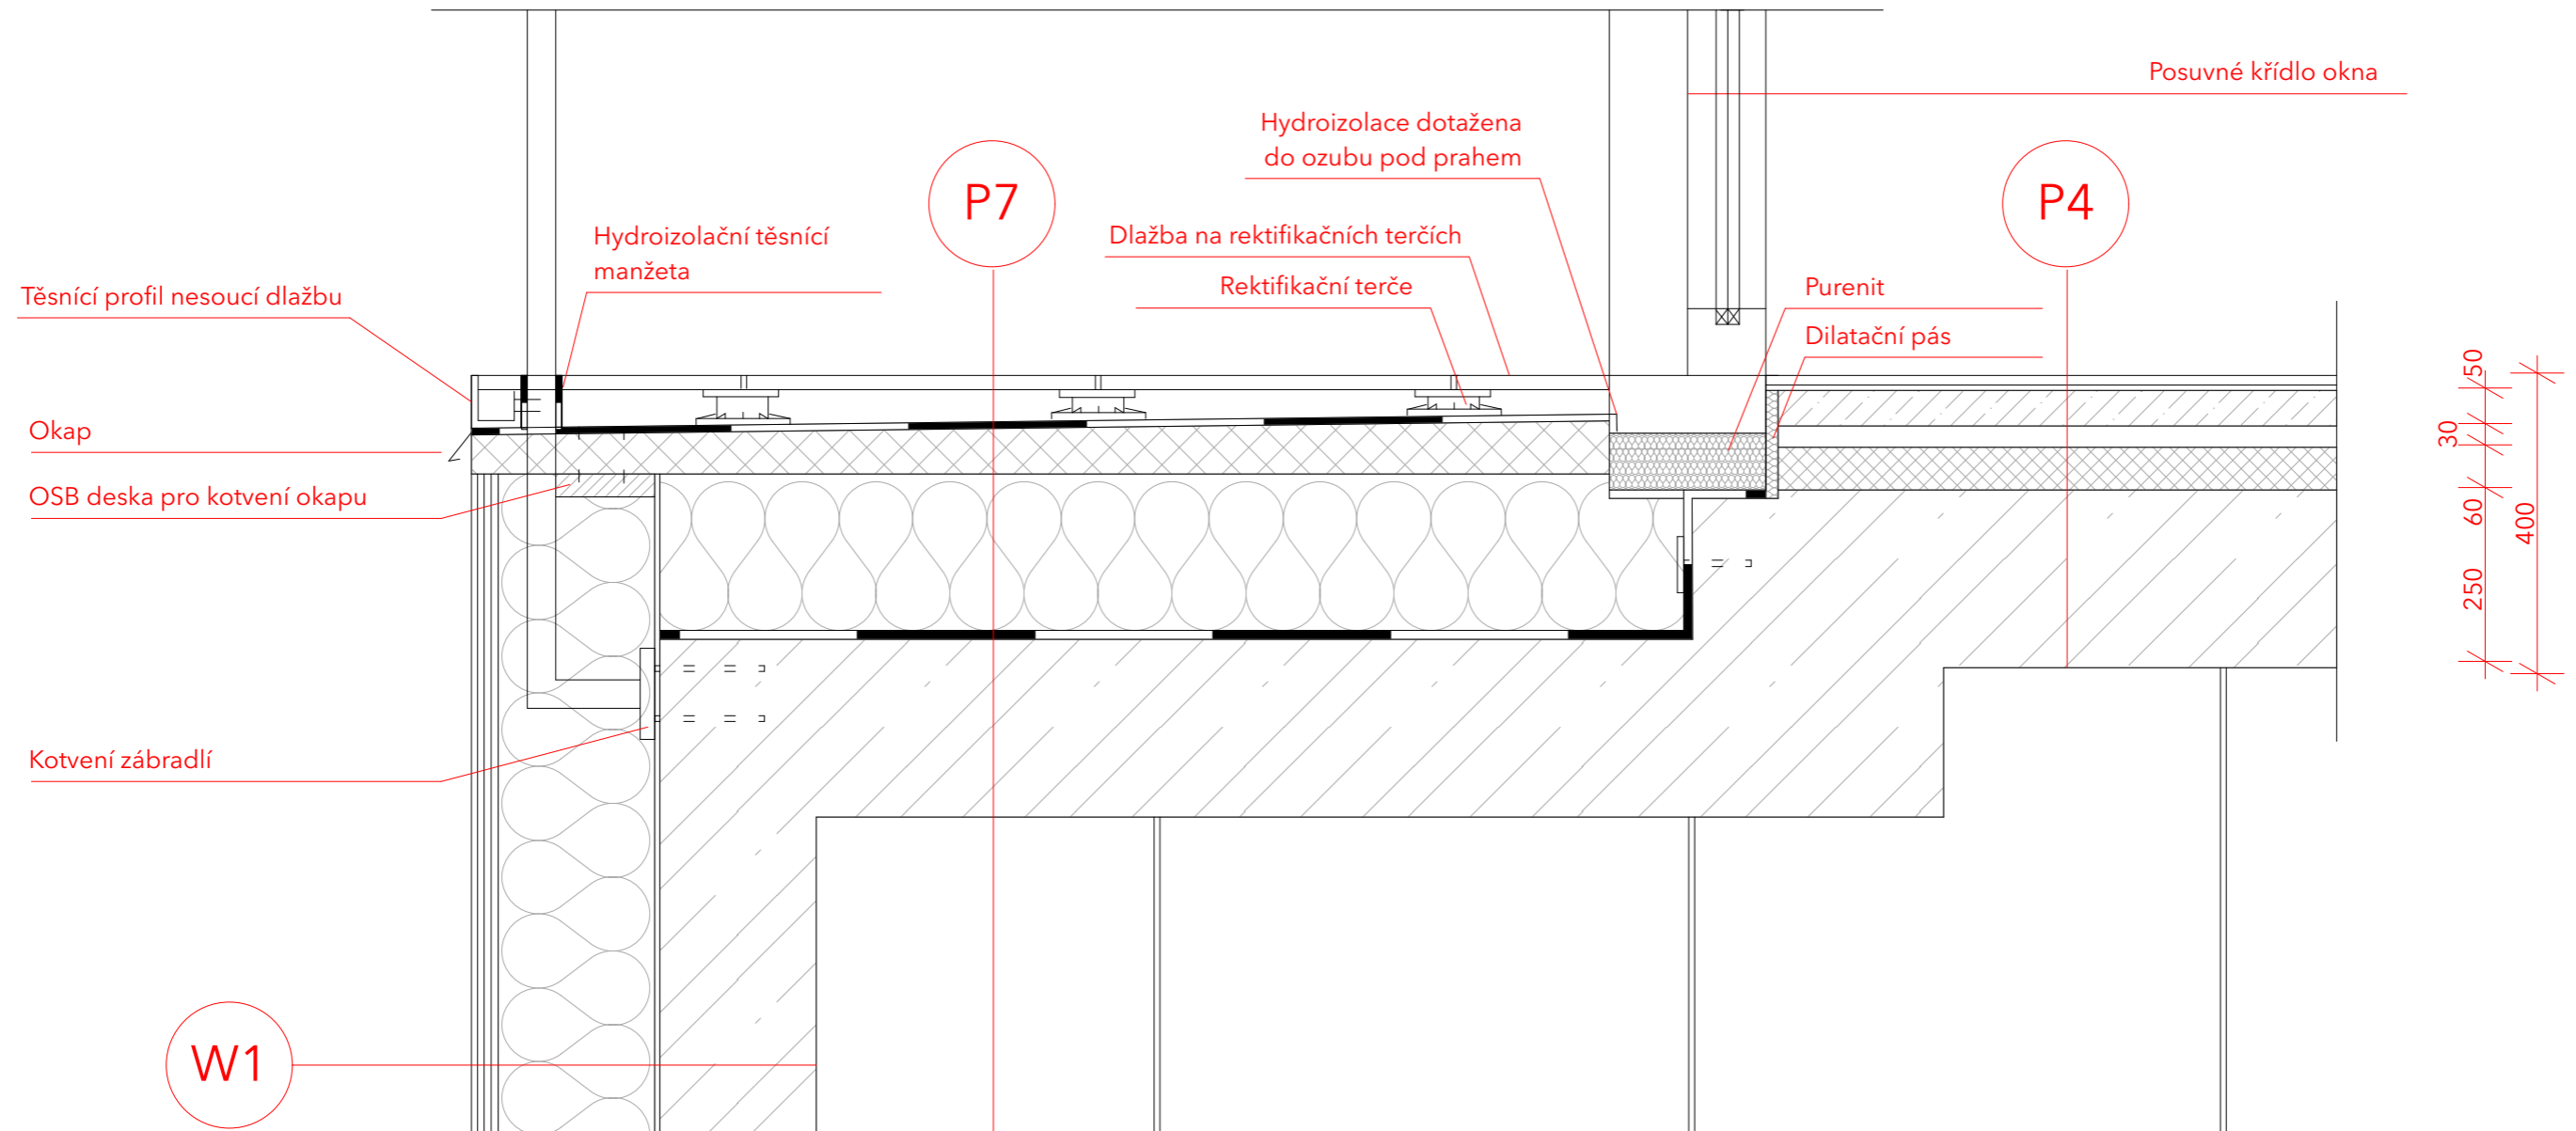 Posuvné křídlo okna
Hydroizolace dotažena
do ozubu pod prahem
P7
P4
Hydroizolační těsnící
manžeta
Dlažba na rektifikačních terčích
Rektifikační terče
Těsnící profil nesoucí dlažbu
Purenit
Dilatační pás
Okap
OSB deska pro kotvení okapu
Kotvení zábradlí
W1
50
30
60
400
250